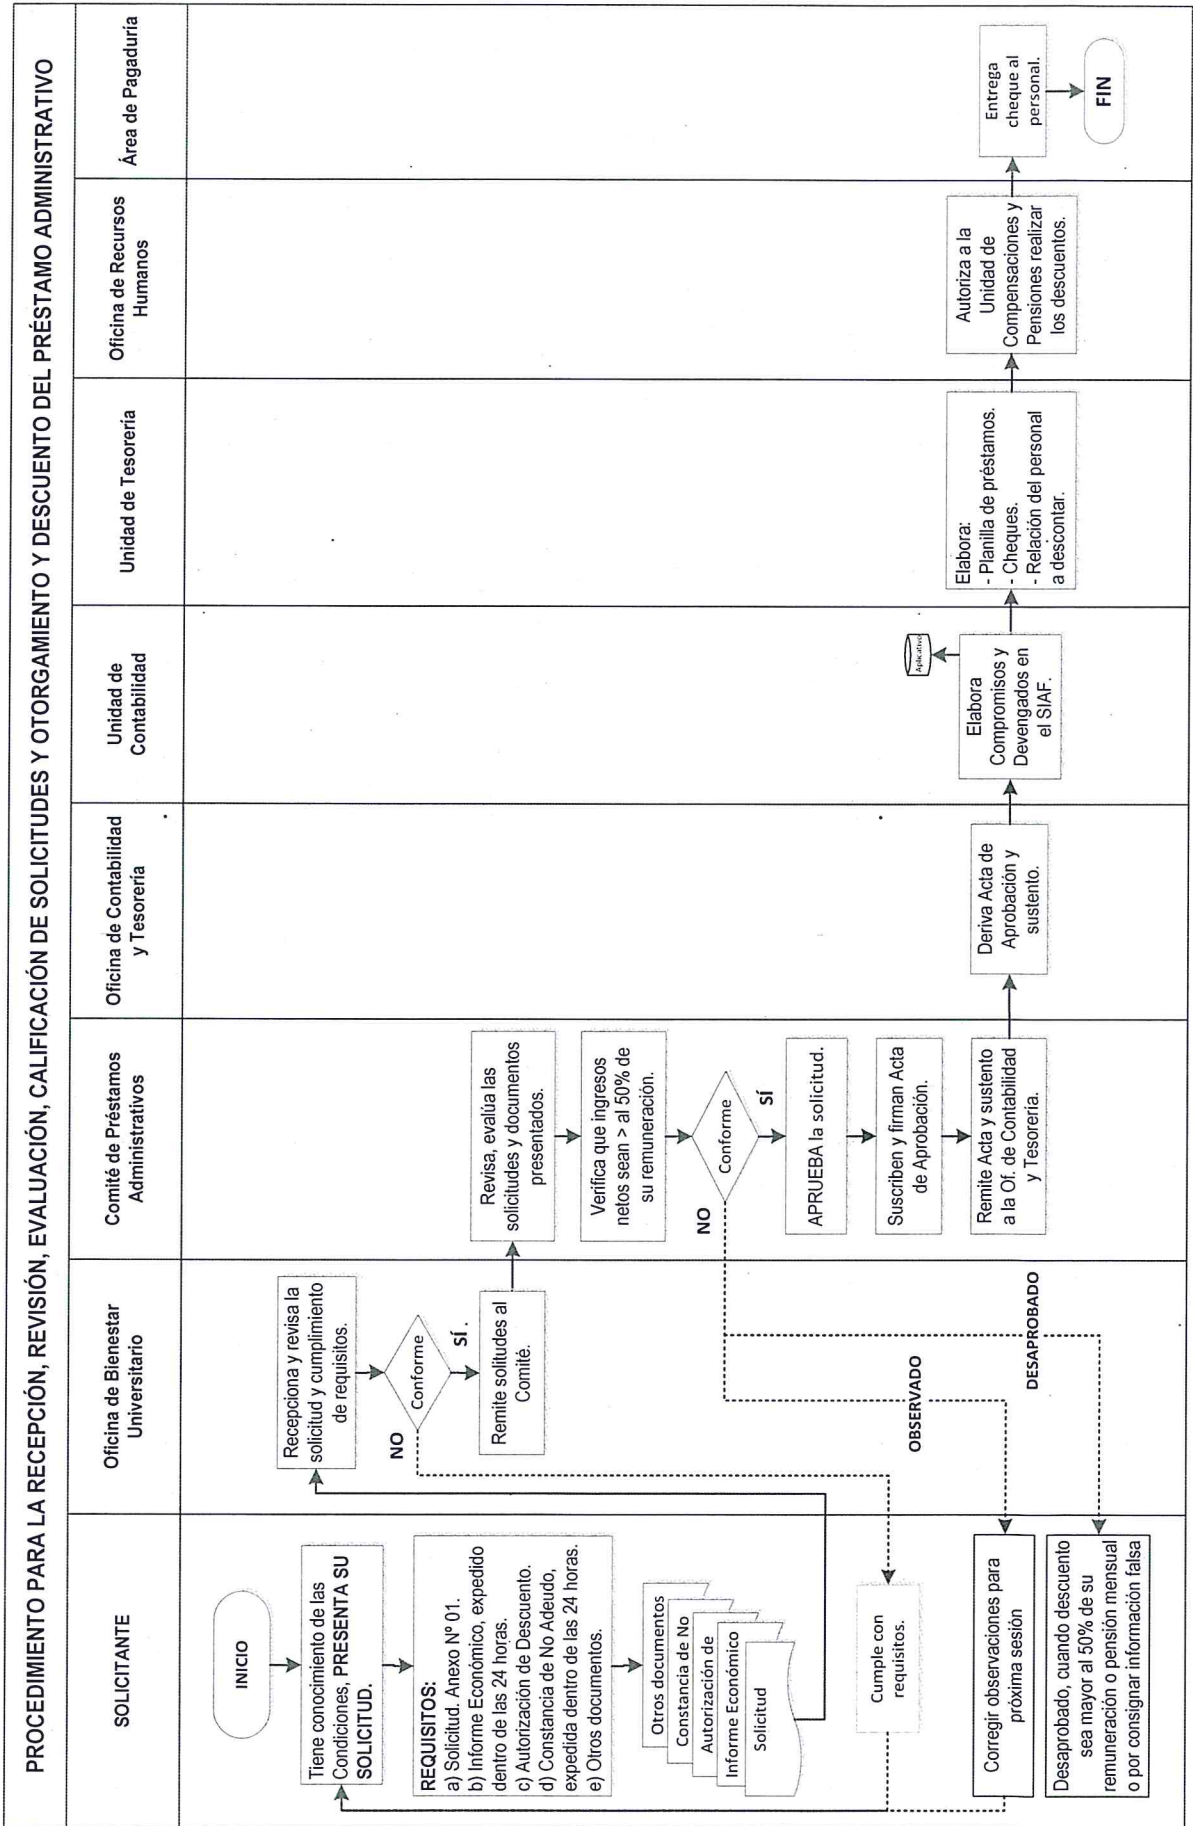 PROCEDIMIENTO PARA LA RECEPCIÓN, REVISIÓN, EVALUACIÓN, CALIFICACIÓN DE SOLICITUDES Y OTORGAMIENTO Y DESCUENTO DEL PRÉSTAMO ADMINISTRATIVO
SOLICITANTE
Oficina de Bienestar
Universitario
Comité de Préstamos
Administrativos
Oficina de Contabilidad
y Tesorería
Unidad de
Contabilidad
Unidad de Tesorería
Oficina de Recursos
Humanos
Área de Pagaduría
INICIO
Tiene conocimiento de las
Condiciones, PRESENTA SU
SOLICITUD.
REQUISITOS:
a) Solicitud. Anexo Nº 01.
b) Informe Económico, expedido
dentro de las 24 horas.
c) Autorización de Descuento.
d) Constancia de No Adeudo,
expedida dentro de las 24 horas.
e) Otros documentos.
Otros documentos
Constancia de No
Autorización de
Informe Económico
Solicitud
Cumple con
requisitos.
Corregir observaciones para
próxima sesión
Desaprobado, cuando descuento
sea mayor al 50% de su
remuneración o pensión mensual
o por consignar información falsa
Recepciona y revisa la
solicitud y cumplimiento
de requisitos.
Conforme
NO
SÍ .
Remite solitudes al
Comité.
OBSERVADO
DESAPROBADO
Revisa, evalúa las
solicitudes y documentos
presentados.
Verifica que ingresos
netos sean > al 50% de
su remuneración.
Conforme
NO
SÍ
APRUEBA la solicitud.
Suscriben y firman Acta
de Aprobación.
Remite Acta y sustento
a la Of. de Contabilidad
y Tesorería.
Deriva Acta de
Aprobación y
sustento.
Aplicativo
Elabora
Compromisos y
Devengados en
el SIAF.
Elabora:
- Planilla de préstamos.
- Cheques.
- Relación del personal
a descontar.
Autoriza a la
Unidad de
Compensaciones y
Pensiones realizar
los descuentos.
Entrega
cheque al
personal.
FIN